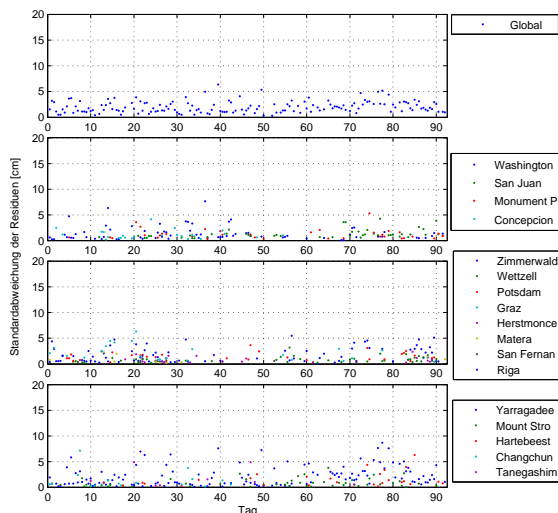 20
15
10
5
0
0 10 20 30 40 50 60 70 80 90
Global
20
15
10
5
0
0 10 20 30 40 50 60 70 80 90
Washington
San Juan
Monument P
Concepcion
20
15
10
5
0
0 10 20 30 40 50 60 70 80 90
Zimmerwald
Wettzell
Potsdam
Graz
Herstmonce
Matera
San Fernan
Riga
20
15
10
5
0
0 10 20 30 40 50 60 70 80 90
Yarragadee
Mount Stro
Hartebeest
Changchun
Tanegashim
Standardabweichung der Residuen [cm]
Tag